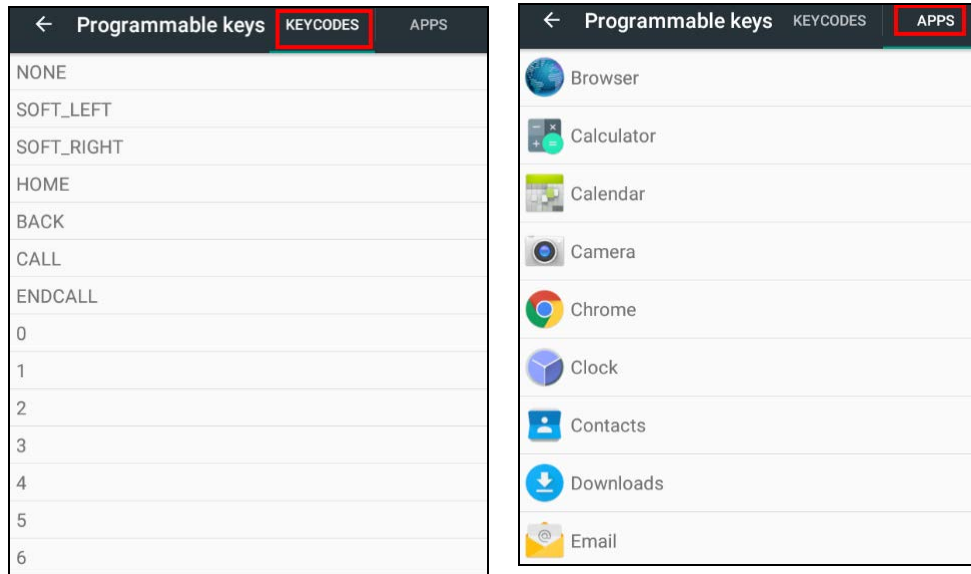 Programmable keys KEYCODES APPS
NONE
SOFT_LEFT
SOFT_RIGHT
HOME
BACK
CALL
ENDCALL
0
1
2
3
4
5
6
Programmable keys KEYCODES APPS
Browser
Calculator
Calendar
Camera
Chrome
Clock
Contacts
Downloads
Email